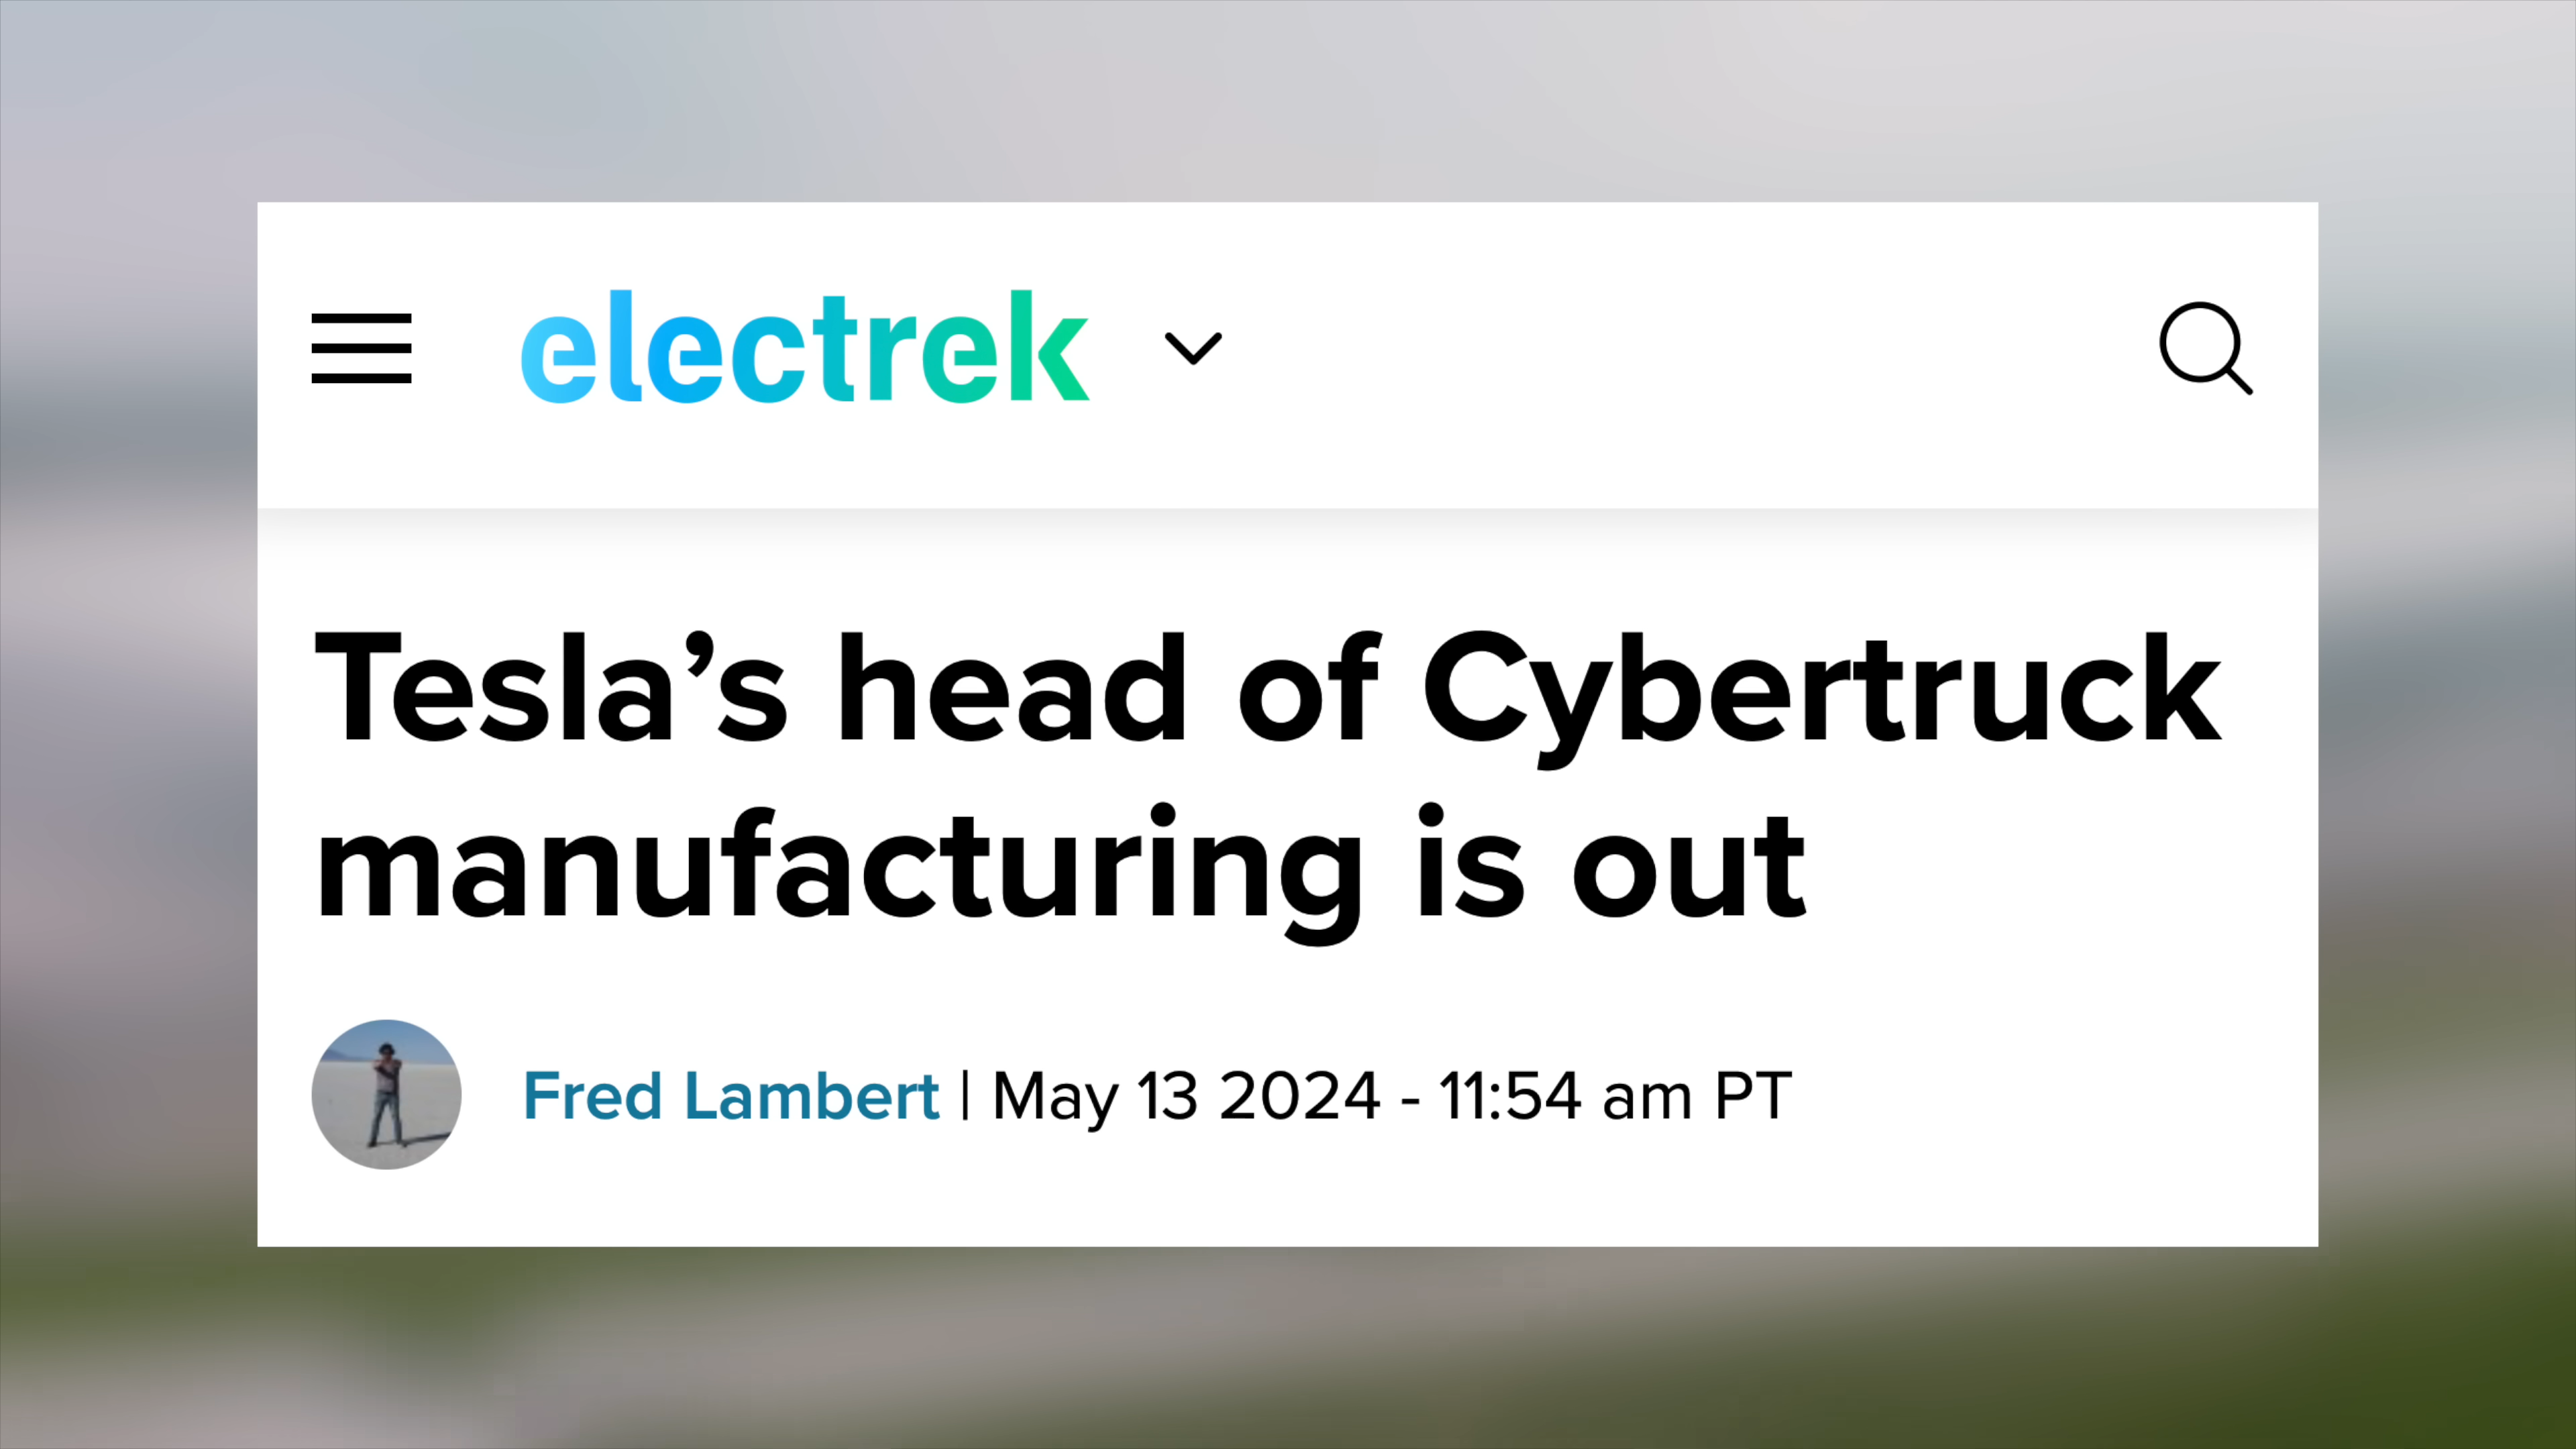 electrek
Tesla’s head of Cybertruck
manufacturing is out
Fred Lambert | May 13 2024 - 11:54 am PT